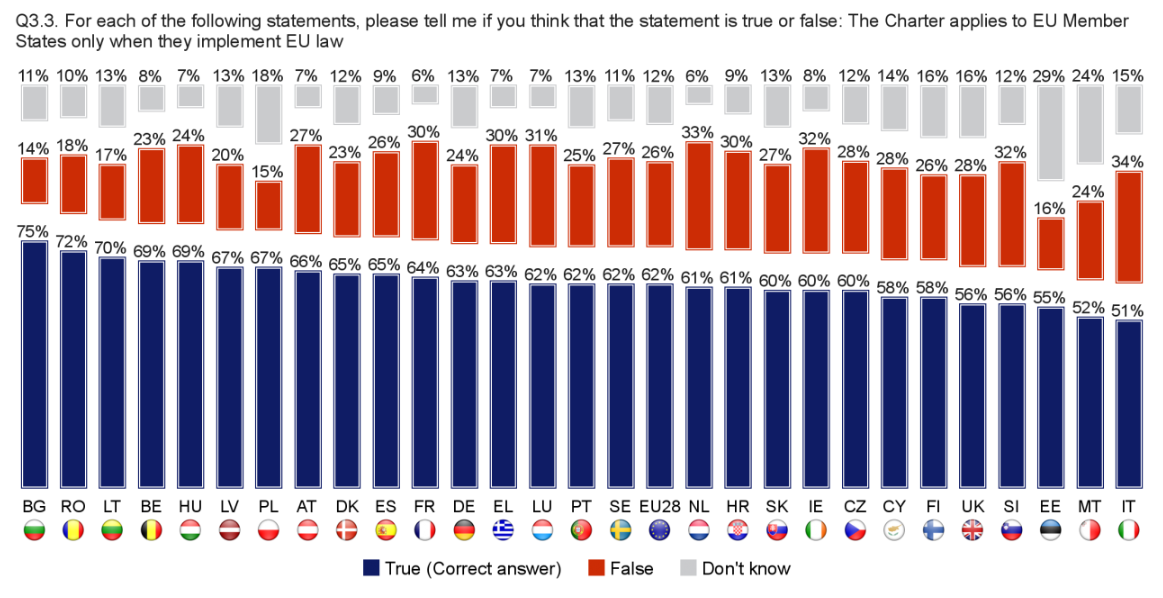 Q3.3. For each of the following statements, please tell me if you think that the statement is true or false: The Charter applies to EU Member
States only when they implement EU law
11% 10% 13% 8% 7% 13% 18% 7% 12% 9% 6% 13% 7% 7% 13% 11% 12% 6% 9% 13% 8% 12% 14% 16% 16% 12% 29% 24% 15%
14% 18% 17% 23% 24% 20% 15% 27% 23% 26% 30% 24% 30% 31% 25% 27% 26% 33% 30% 27% 32% 28% 28% 26% 28% 32% 16% 24% 34%
75% 72% 70% 69% 69% 67% 67% 66% 65% 65% 64% 63% 63% 62% 62% 62% 62% 61% 61% 60% 60% 60% 58% 58% 56% 56% 55% 52% 51%
BG RO LT BE HU LV PL AT DK ES FR DE EL LU PT SE EU28 NL HR SK IE CZ CY FI UK SI EE MT IT
True (Correct answer) False Don't know